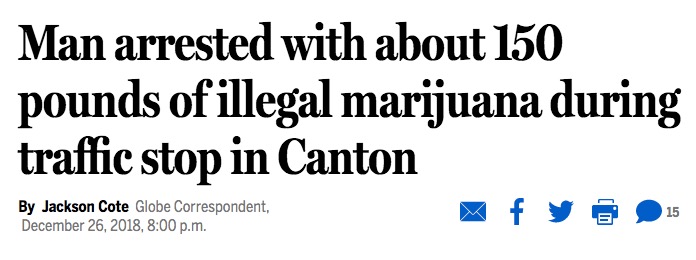 Man arrested with about 150
pounds of illegal marijuana during
traffic stop in Canton
By Jackson Cote Globe Correspondent,
December 26, 2018, 8:00 p.m.
15